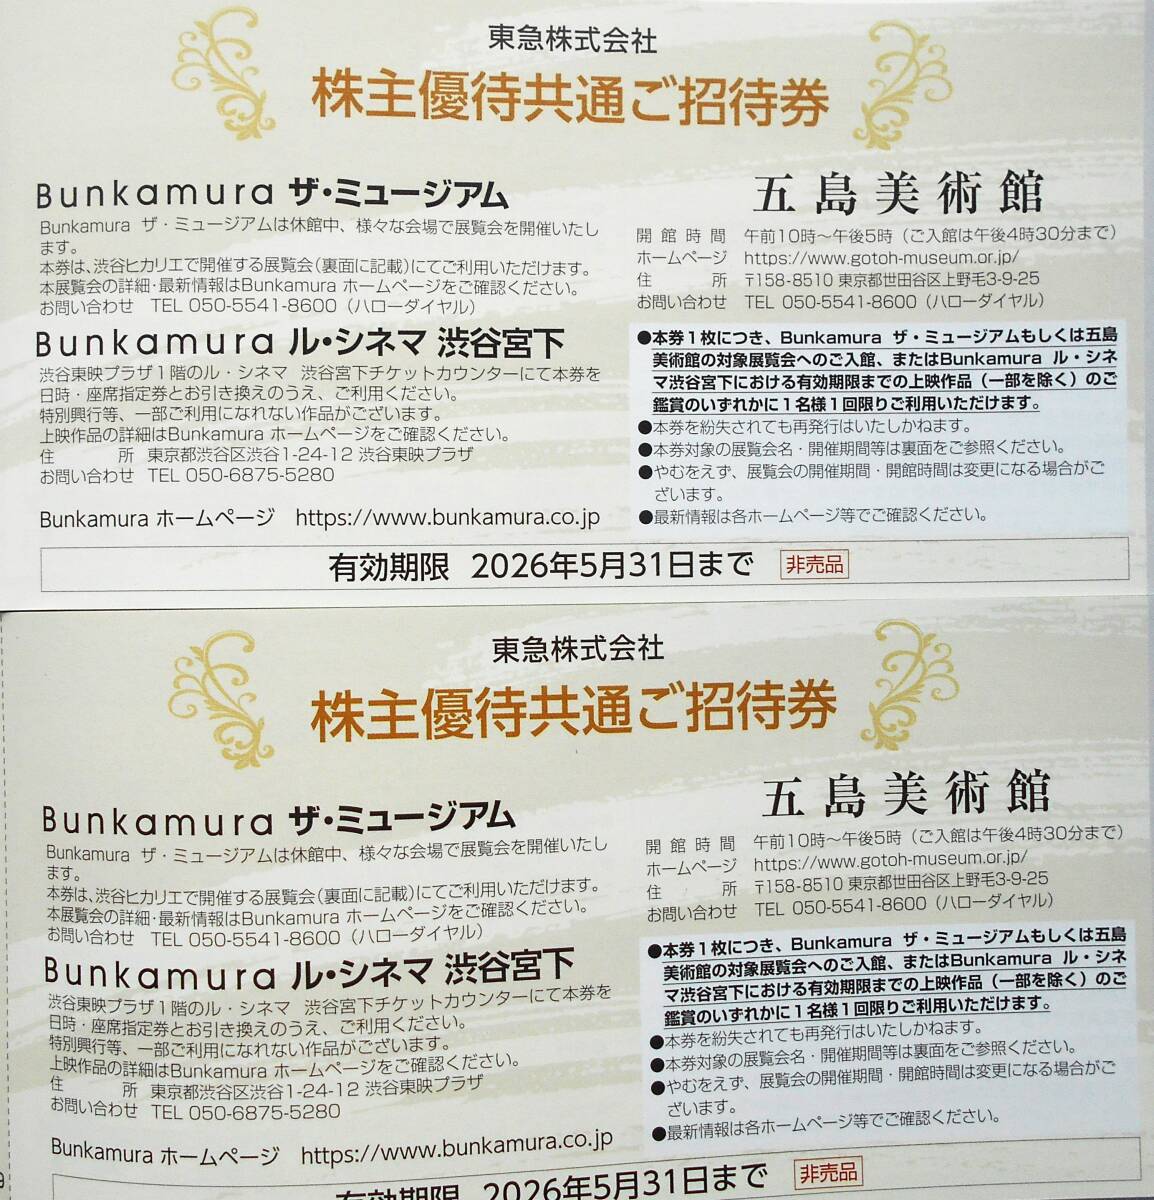 東急株式会社
株主優待共通ご招待券
Bunkamura ザ・ミュージアム
Bunkamura ザ・ミュージアムは休館中、様々な会場で展覧会を開催いたし
ます。
本券は、渋谷ヒカリエで開催する展覧会（裏面に記載）にてご利用いただけます。
本展覧会の詳細・最新情報はBunkamura ホームページをご確認ください。
お問い合わせ TEL 050-5541-8600（ハローダイヤル）
Bunkamura ル・シネマ 渋谷宮下
渋谷東映プラザ1階のル・シネマ 渋谷宮下チケットカウンターにて本券を
日時・座席指定券とお引き換えのうえ、ご利用ください。
特別興行等、一部ご利用になれない作品がございます。
上映作品の詳細はBunkamura ホームページをご確認ください。
住 所 東京都渋谷区渋谷1-24-12 渋谷東映プラザ
お問い合わせ TEL 050-6875-5280
Bunkamura ホームページ https://www.bunkamura.co.jp
五島美術館
開館時間 午前10時～午後5時（ご入館は午後4時30分まで）
ホームページ https://www.gotoh-museum.or.jp/
住 所 〒158-8510 東京都世田谷区上野毛3-9-25
お問い合わせ TEL 050-5541-8600（ハローダイヤル）
●本券1枚につき、Bunkamura ザ・ミュージアムもしくは五島
美術館の対象展覧会へのご入館、またはBunkamura ル・シネ
マ渋谷宮下における有効期限までの上映作品（一部を除く）のご
鑑賞のいずれかに1名様1回限りご利用いただけます。
●本券を紛失されても再発行はいたしかねます。
●本券対象の展覧会名・開催期間等は裏面をご参照ください。
●やむをえず、展覧会の開催期間・開館時間は変更になる場合がご
ざいます。
●最新情報は各ホームページ等でご確認ください。
有効期限 2026年5月31日まで 非売品
東急株式会社
株主優待共通ご招待券
Bunkamura ザ・ミュージアム
Bunkamura ザ・ミュージアムは休館中、様々な会場で展覧会を開催いたし
ます。
本券は、渋谷ヒカリエで開催する展覧会（裏面に記載）にてご利用いただけます。
本展覧会の詳細・最新情報はBunkamura ホームページをご確認ください。
お問い合わせ TEL 050-5541-8600（ハローダイヤル）
Bunkamura ル・シネマ 渋谷宮下
渋谷東映プラザ1階のル・シネマ 渋谷宮下チケットカウンターにて本券を
日時・座席指定券とお引き換えのうえ、ご利用ください。
特別興行等、一部ご利用になれない作品がございます。
上映作品の詳細はBunkamura ホームページをご確認ください。
住 所 東京都渋谷区渋谷1-24-12 渋谷東映プラザ
お問い合わせ TEL 050-6875-5280
Bunkamura ホームページ https://www.bunkamura.co.jp
五島美術館
開館時間 午前10時～午後5時（ご入館は午後4時30分まで）
ホームページ https://www.gotoh-museum.or.jp/
住 所 〒158-8510 東京都世田谷区上野毛3-9-25
お問い合わせ TEL 050-5541-8600（ハローダイヤル）
●本券1枚につき、Bunkamura ザ・ミュージアムもしくは五島
美術館の対象展覧会へのご入館、またはBunkamura ル・シネ
マ渋谷宮下における有効期限までの上映作品（一部を除く）のご
鑑賞のいずれかに1名様1回限りご利用いただけます。
●本券を紛失されても再発行はいたしかねます。
●本券対象の展覧会名・開催期間等は裏面をご参照ください。
●やむをえず、展覧会の開催期間・開館時間は変更になる場合がご
ざいます。
●最新情報は各ホームページ等でご確認ください。
有効期限 2026年5月31日まで 非売品